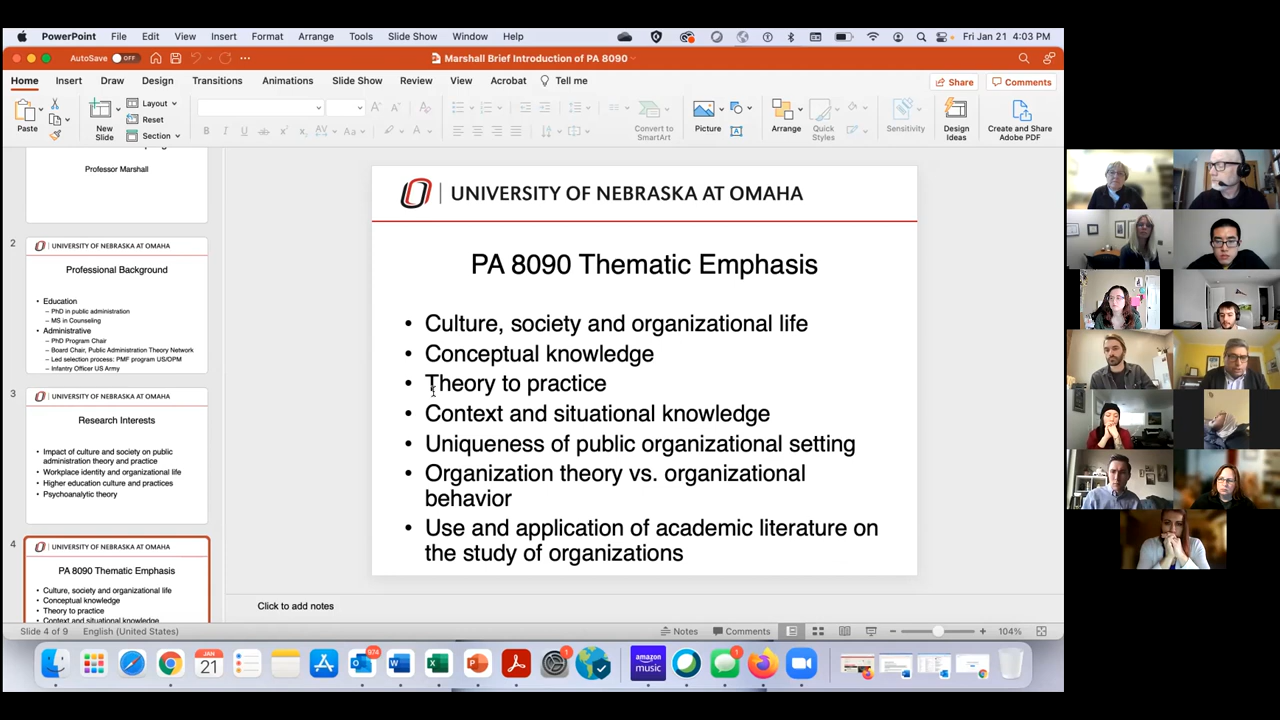 PowerPoint File Edit View Insert Format Arrange Tools Slide Show Window Help Fri Jan 21 4:03 PM
AutoSave OFF Marshall Brief Introduction of PA 8090
Home Insert Draw Design Transitions Animations Slide Show Review View Acrobat Tell me Share Comments
Paste
New
Slide
Layout
Reset
Section
Convert to
SmartArt
Picture
Arrange
Quick
Styles
Sensitivity
Design
Ideas
Create and Share
Adobe PDF
Professor Marshall
2
UNIVERSITY OF NEBRASKA AT OMAHA
Professional Background
• Education
– PhD in public administration
– MS in Counseling
• Administrative
– PhD Program Chair
– Board Chair, Public Administration Theory Network
– Led selection process: PMF program US/OPM
– Infantry Officer US Army
3
UNIVERSITY OF NEBRASKA AT OMAHA
Research Interests
• Impact of culture and society on public
administration theory and practice
• Workplace identity and organizational life
• Higher education culture and practices
• Psychoanalytic theory
4
UNIVERSITY OF NEBRASKA AT OMAHA
PA 8090 Thematic Emphasis
• Culture, society and organizational life
• Conceptual knowledge
• Theory to practice
• Context and situational knowledge
UNIVERSITY OF NEBRASKA AT OMAHA
PA 8090 Thematic Emphasis
• Culture, society and organizational life
• Conceptual knowledge
• Theory to practice
• Context and situational knowledge
• Uniqueness of public organizational setting
• Organization theory vs. organizational
behavior
• Use and application of academic literature on
the study of organizations
Click to add notes
Slide 4 of 9 English (United States) Notes Comments 104%
JAN
21
974
1
amazon
music
1